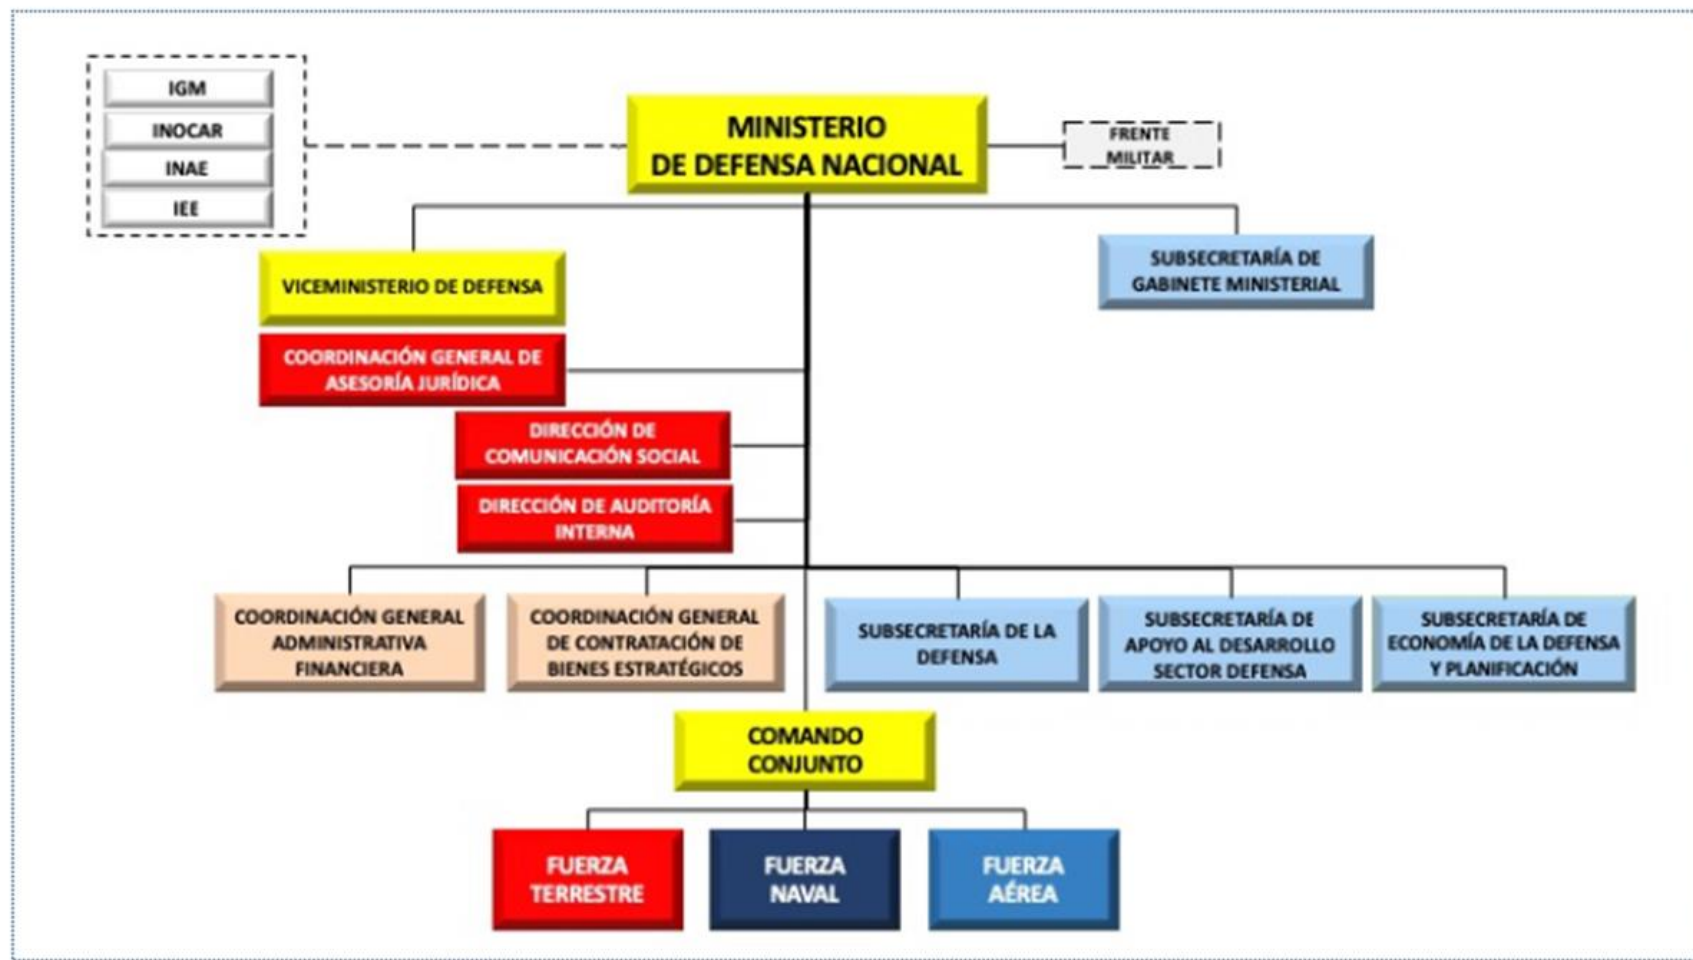 IGM
INOCAR
INAE
IEE
MINISTERIO
DE DEFENSA NACIONAL
FRENTE
MILITAR
VICEMINISTERIO DE DEFENSA
SUBSECRETARÍA DE
GABINETE MINISTERIAL
COORDINACIÓN GENERAL DE
ASESORÍA JURÍDICA
DIRECCIÓN DE
COMUNICACIÓN SOCIAL
DIRECCIÓN DE AUDITORÍA
INTERNA
COORDINACIÓN GENERAL
ADMINISTRATIVA
FINANCIERA
COORDINACIÓN GENERAL
DE CONTRATACIÓN DE
BIENES ESTRATÉGICOS
SUBSECRETARÍA DE LA
DEFENSA
SUBSECRETARÍA DE
APOYO AL DESARROLLO
SECTOR DEFENSA
SUBSECRETARÍA DE
ECONOMÍA DE LA DEFENSA
Y PLANIFICACIÓN
COMANDO
CONJUNTO
FUERZA
TERRESTRE
FUERZA
NAVAL
FUERZA
AÉREA